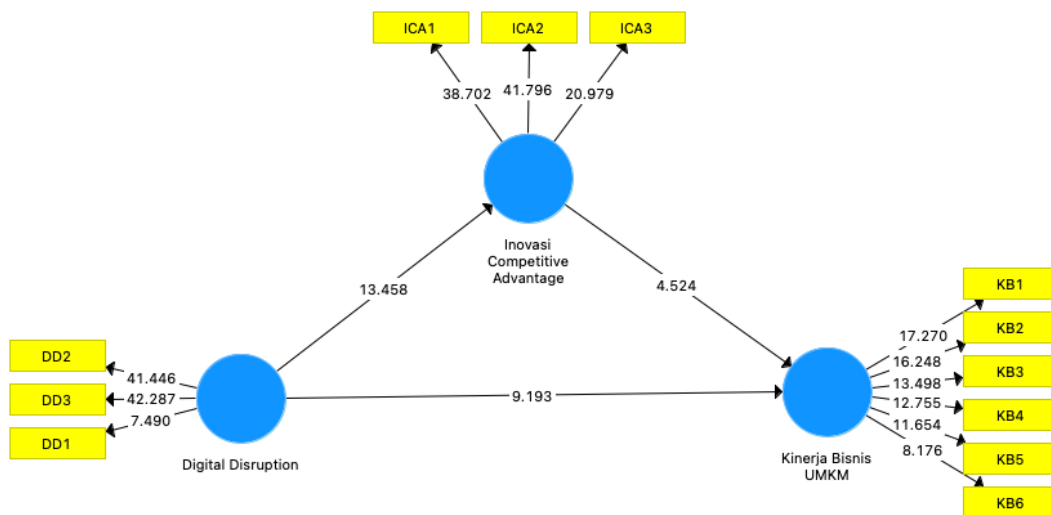 ICA1
ICA2
ICA3
38.702
41.796
20.979
Inovasi
Competitive
Advantage
13.458
4.524
DD2
DD3
DD1
41.446
42.287
7.490
Digital Disruption
9.193
Kinerja Bisnis
UMKM
17.270
16.248
13.498
12.755
11.654
8.176
KB1
KB2
KB3
KB4
KB5
KB6